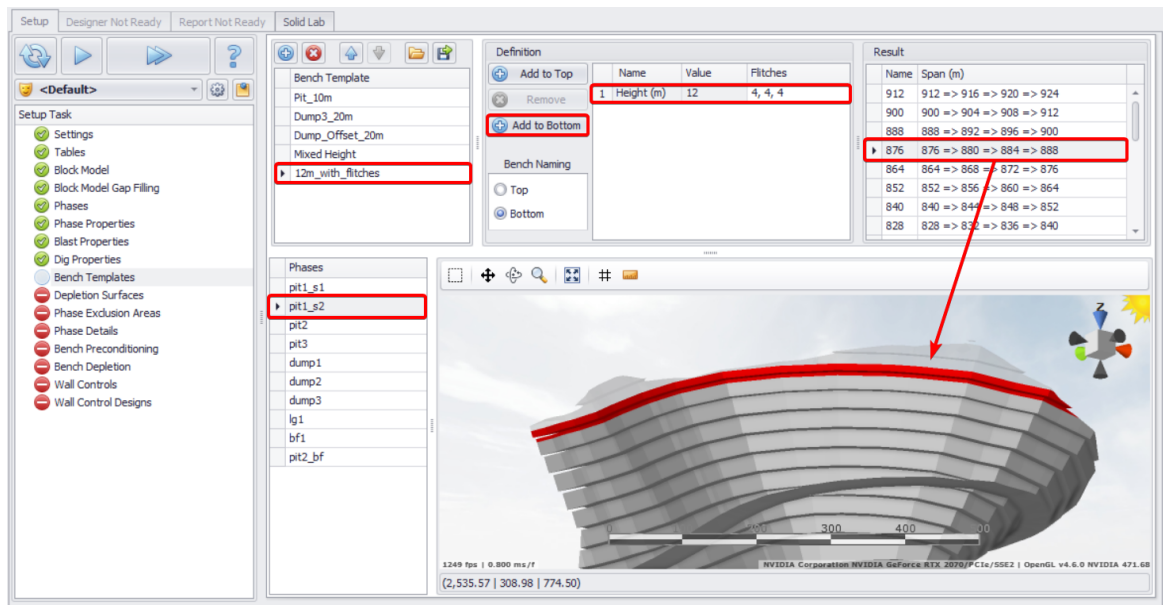 Setup Designer Not Ready Report Not Ready Solid Lab
<Default>
Setup Task
Settings
Tables
Block Model
Block Model Gap Filling
Phases
Phase Properties
Blast Properties
Dig Properties
Bench Templates
Depletion Surfaces
Phase Exclusion Areas
Phase Details
Bench Preconditioning
Bench Depletion
Wall Controls
Wall Control Designs
Bench Template
Pit_10m
Dump3_20m
Dump_Offset_20m
Mixed Height
12m_with_flitches
Definition
Add to Top
Remove
Add to Bottom
Bench Naming
Top
Bottom
Name Value Flitches
1 Height (m) 12 4, 4, 4
Result
Name Span (m)
912 912 => 916 => 920 => 924
900 900 => 904 => 908 => 912
888 888 => 892 => 896 => 900
876 876 => 880 => 884 => 888
864 864 => 868 => 872 => 876
852 852 => 856 => 860 => 864
840 840 => 844 => 848 => 852
828 828 => 832 => 836 => 840
Phases
pit1_s1
pit1_s2
pit2
pit3
dump1
dump2
dump3
lg1
bf1
pit2_bf
Z
0 300 400
1249 fps | 0.800 ms/f
NVIDIA Corporation NVIDIA GeForce RTX 2070/PCIe/SSE2 | OpenGL v4.6.0 NVIDIA 471.68
(2,535.57 | 308.98 | 774.50)